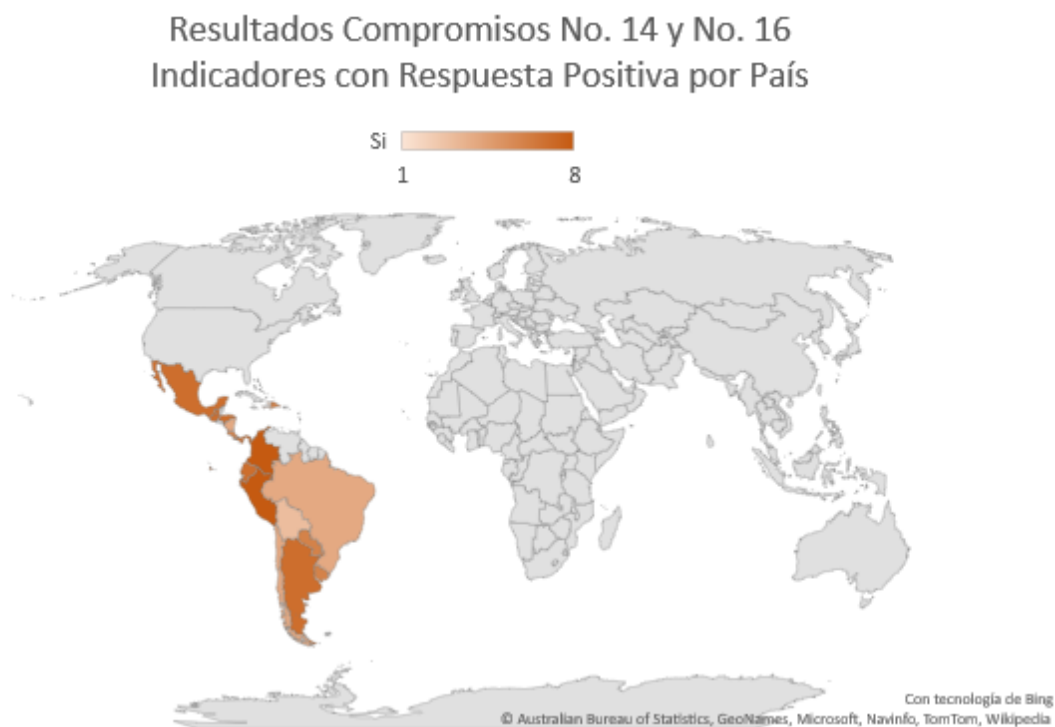 Resultados Compromisos No. 14 y No. 16
Indicadores con Respuesta Positiva por País
Si
1 8
Con tecnología de Bing
© Australian Bureau of Statistics, GeoNames, Microsoft, Navinfo, TomTom, Wikipedia